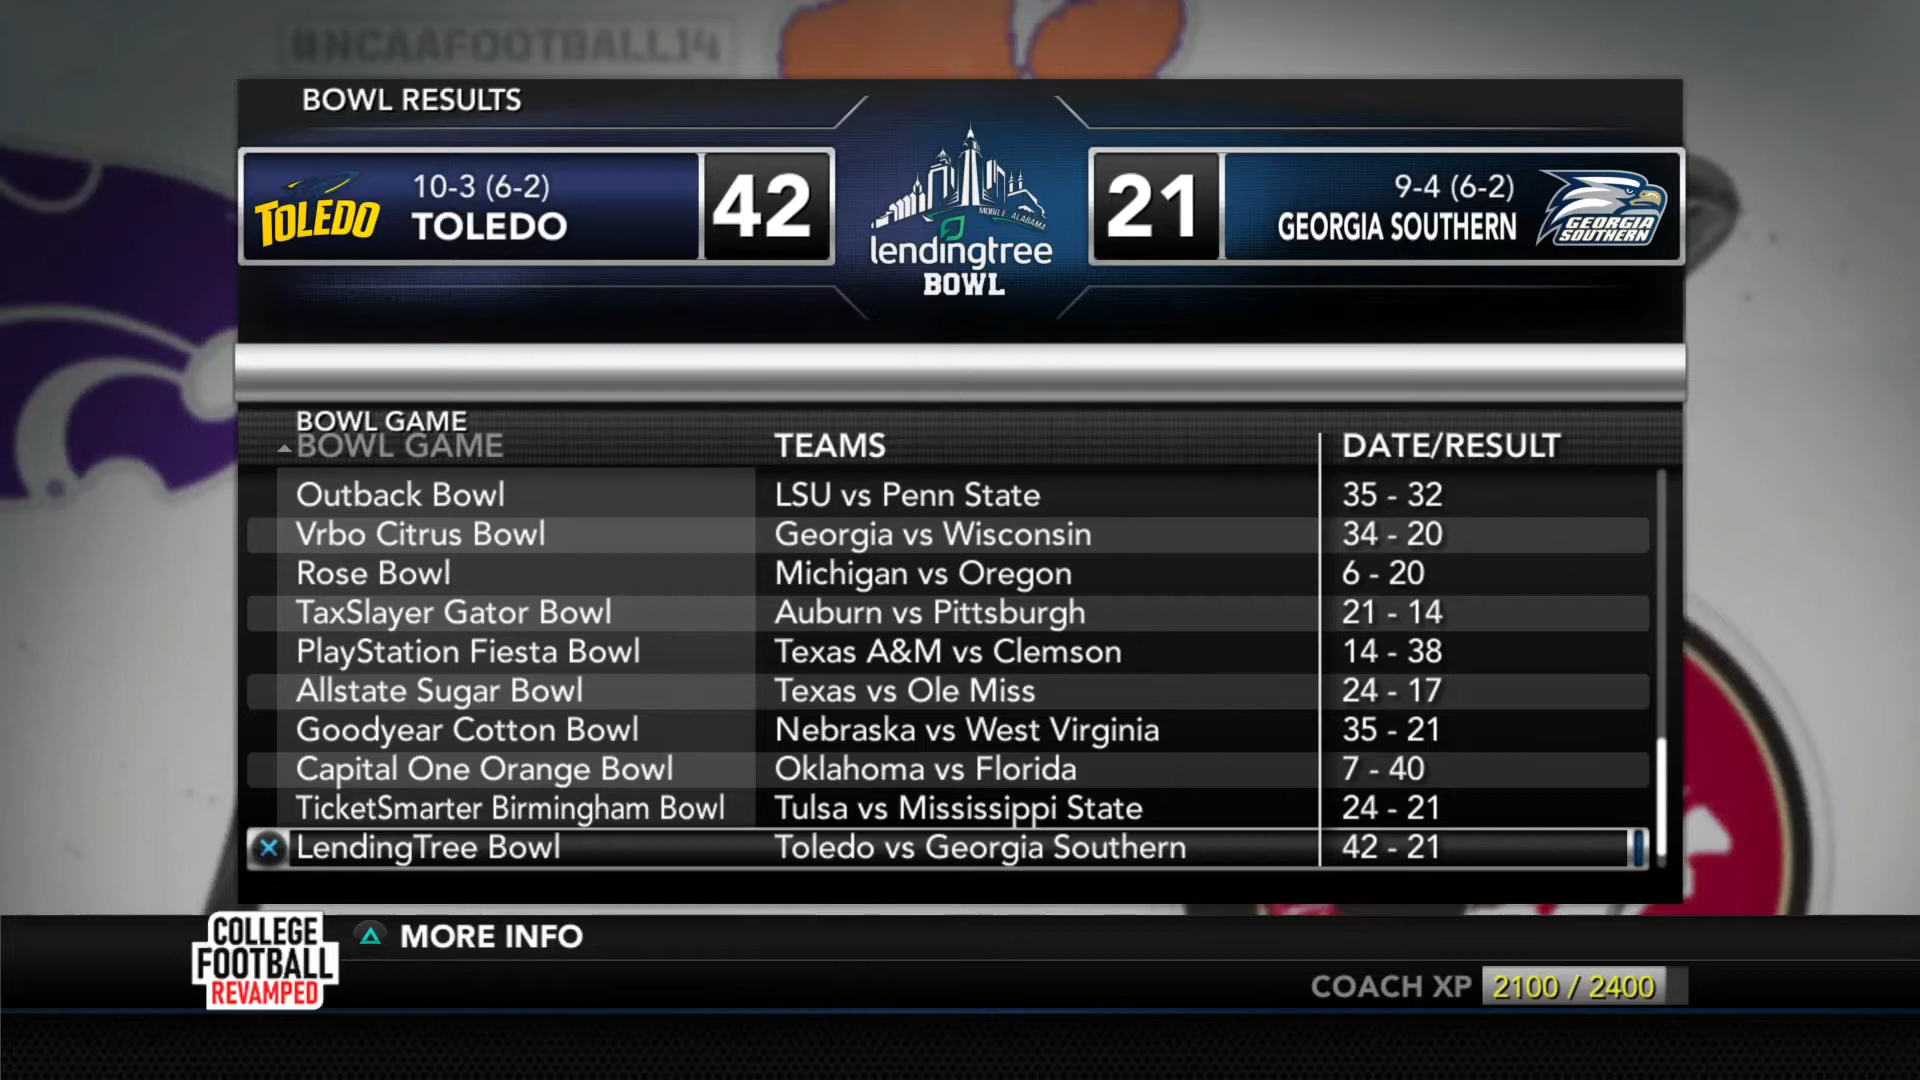 #NCAAFOOTBALL14
BOWL RESULTS
TOLEDO
10-3 (6-2)
TOLEDO
42
MOBILE ALABAMA
lendingtree
BOWL
21
9-4 (6-2)
GEORGIA SOUTHERN
GEORGIA
SOUTHERN
BOWL GAME
BOWL GAME TEAMS DATE/RESULT
Outback Bowl LSU vs Penn State 35 - 32
Vrbo Citrus Bowl Georgia vs Wisconsin 34 - 20
Rose Bowl Michigan vs Oregon 6 - 20
TaxSlayer Gator Bowl Auburn vs Pittsburgh 21 - 14
PlayStation Fiesta Bowl Texas A&M vs Clemson 14 - 38
Allstate Sugar Bowl Texas vs Ole Miss 24 - 17
Goodyear Cotton Bowl Nebraska vs West Virginia 35 - 21
Capital One Orange Bowl Oklahoma vs Florida 7 - 40
TicketSmarter Birmingham Bowl Tulsa vs Mississippi State 24 - 21
LendingTree Bowl Toledo vs Georgia Southern 42 - 21
COLLEGE
FOOTBALL
REVAMPED
MORE INFO
COACH XP 2100 / 2400